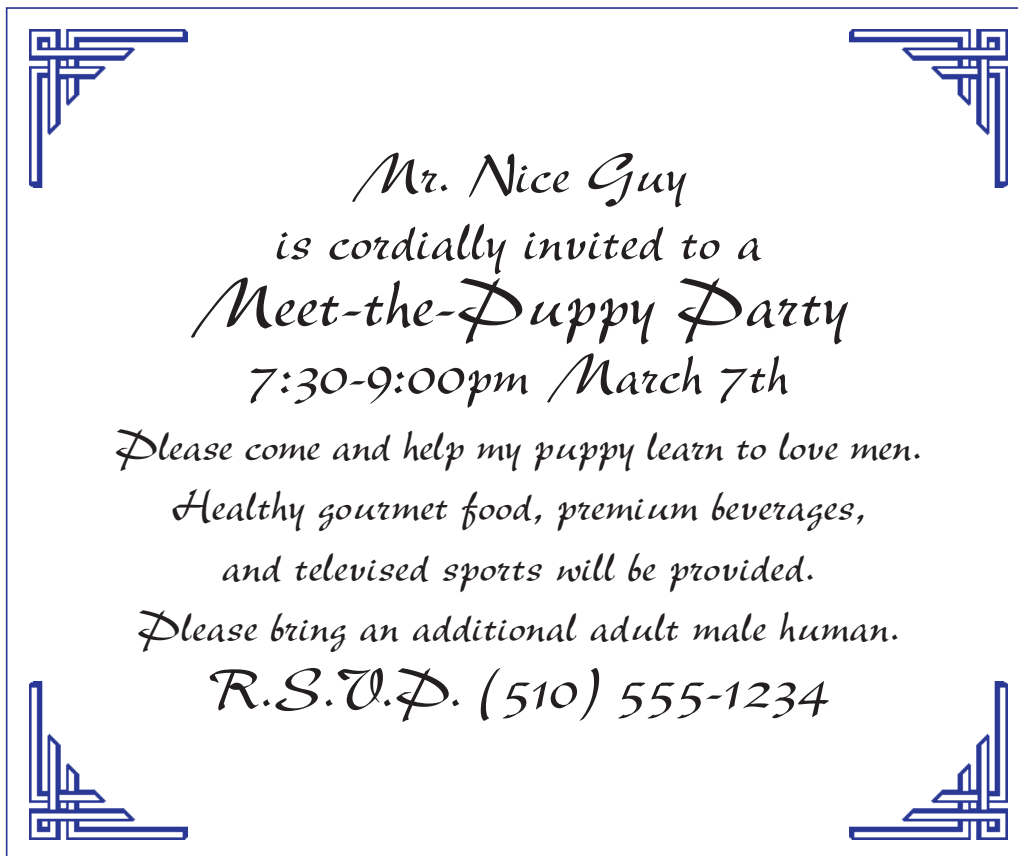 Mr. Nice Guy
is cordially invited to a
Meet-the-Puppy Party
7:30-9:00pm March 7th
Please come and help my puppy learn to love men.
Healthy gourmet food, premium beverages,
and televised sports will be provided.
Please bring an additional adult male human.
R.S.V.P. (510) 555-1234